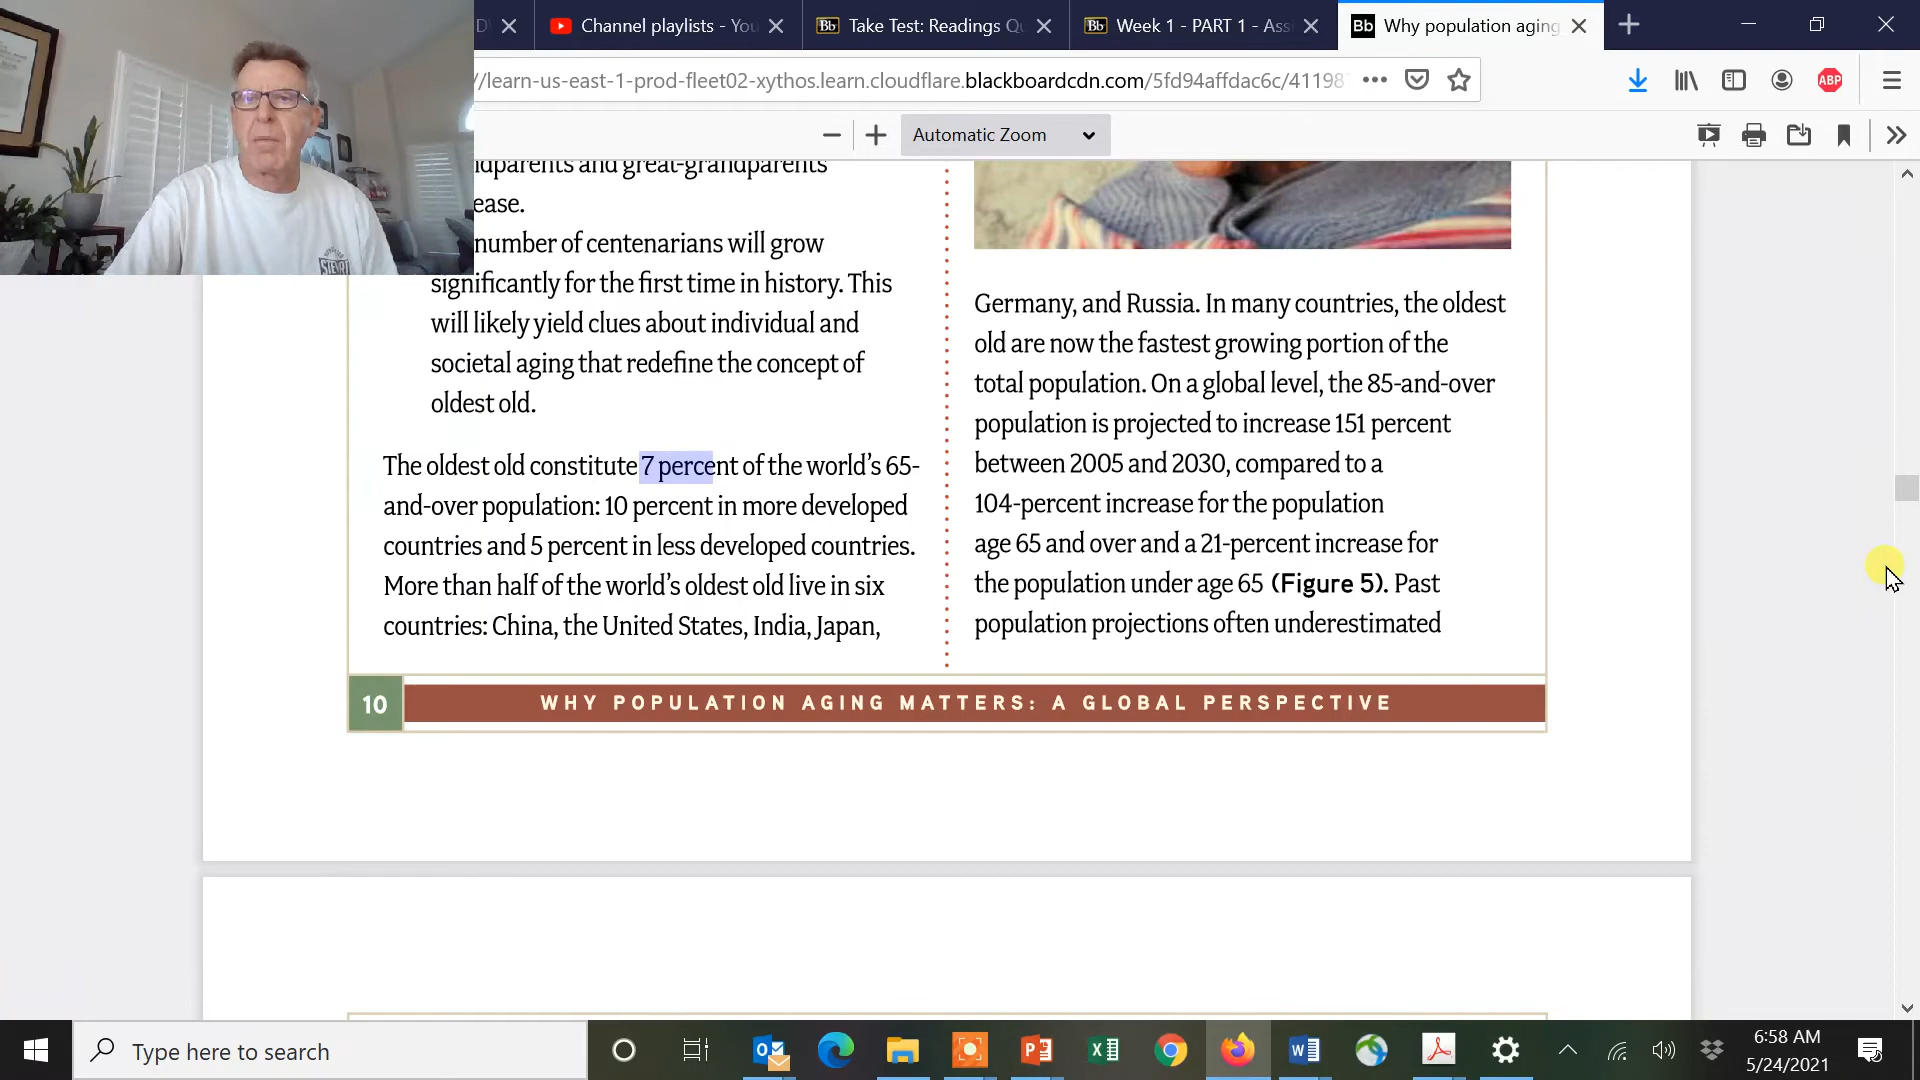 Channel playlists - You
Take Test: Readings Qu
Week 1 - PART 1 - Assi
Why population aging
//learn-us-east-1-prod-fleet02-xythos.learn.cloudflare.blackboardcdn.com/5fd94affdac6c/41198
ABP
Automatic Zoom
ndparents and great-grandparents
ease.
number of centenarians will grow
significantly for the first time in history. This
will likely yield clues about individual and
societal aging that redefine the concept of
oldest old.
The oldest old constitute 7 percent of the world's 65-
and-over population: 10 percent in more developed
countries and 5 percent in less developed countries.
More than half of the world's oldest old live in six
countries: China, the United States, India, Japan,
Germany, and Russia. In many countries, the oldest
old are now the fastest growing portion of the
total population. On a global level, the 85-and-over
population is projected to increase 151 percent
between 2005 and 2030, compared to a
104-percent increase for the population
age 65 and over and a 21-percent increase for
the population under age 65 (Figure 5). Past
population projections often underestimated
10 WHY POPULATION AGING MATTERS: A GLOBAL PERSPECTIVE
Type here to search
6:58 AM
5/24/2021